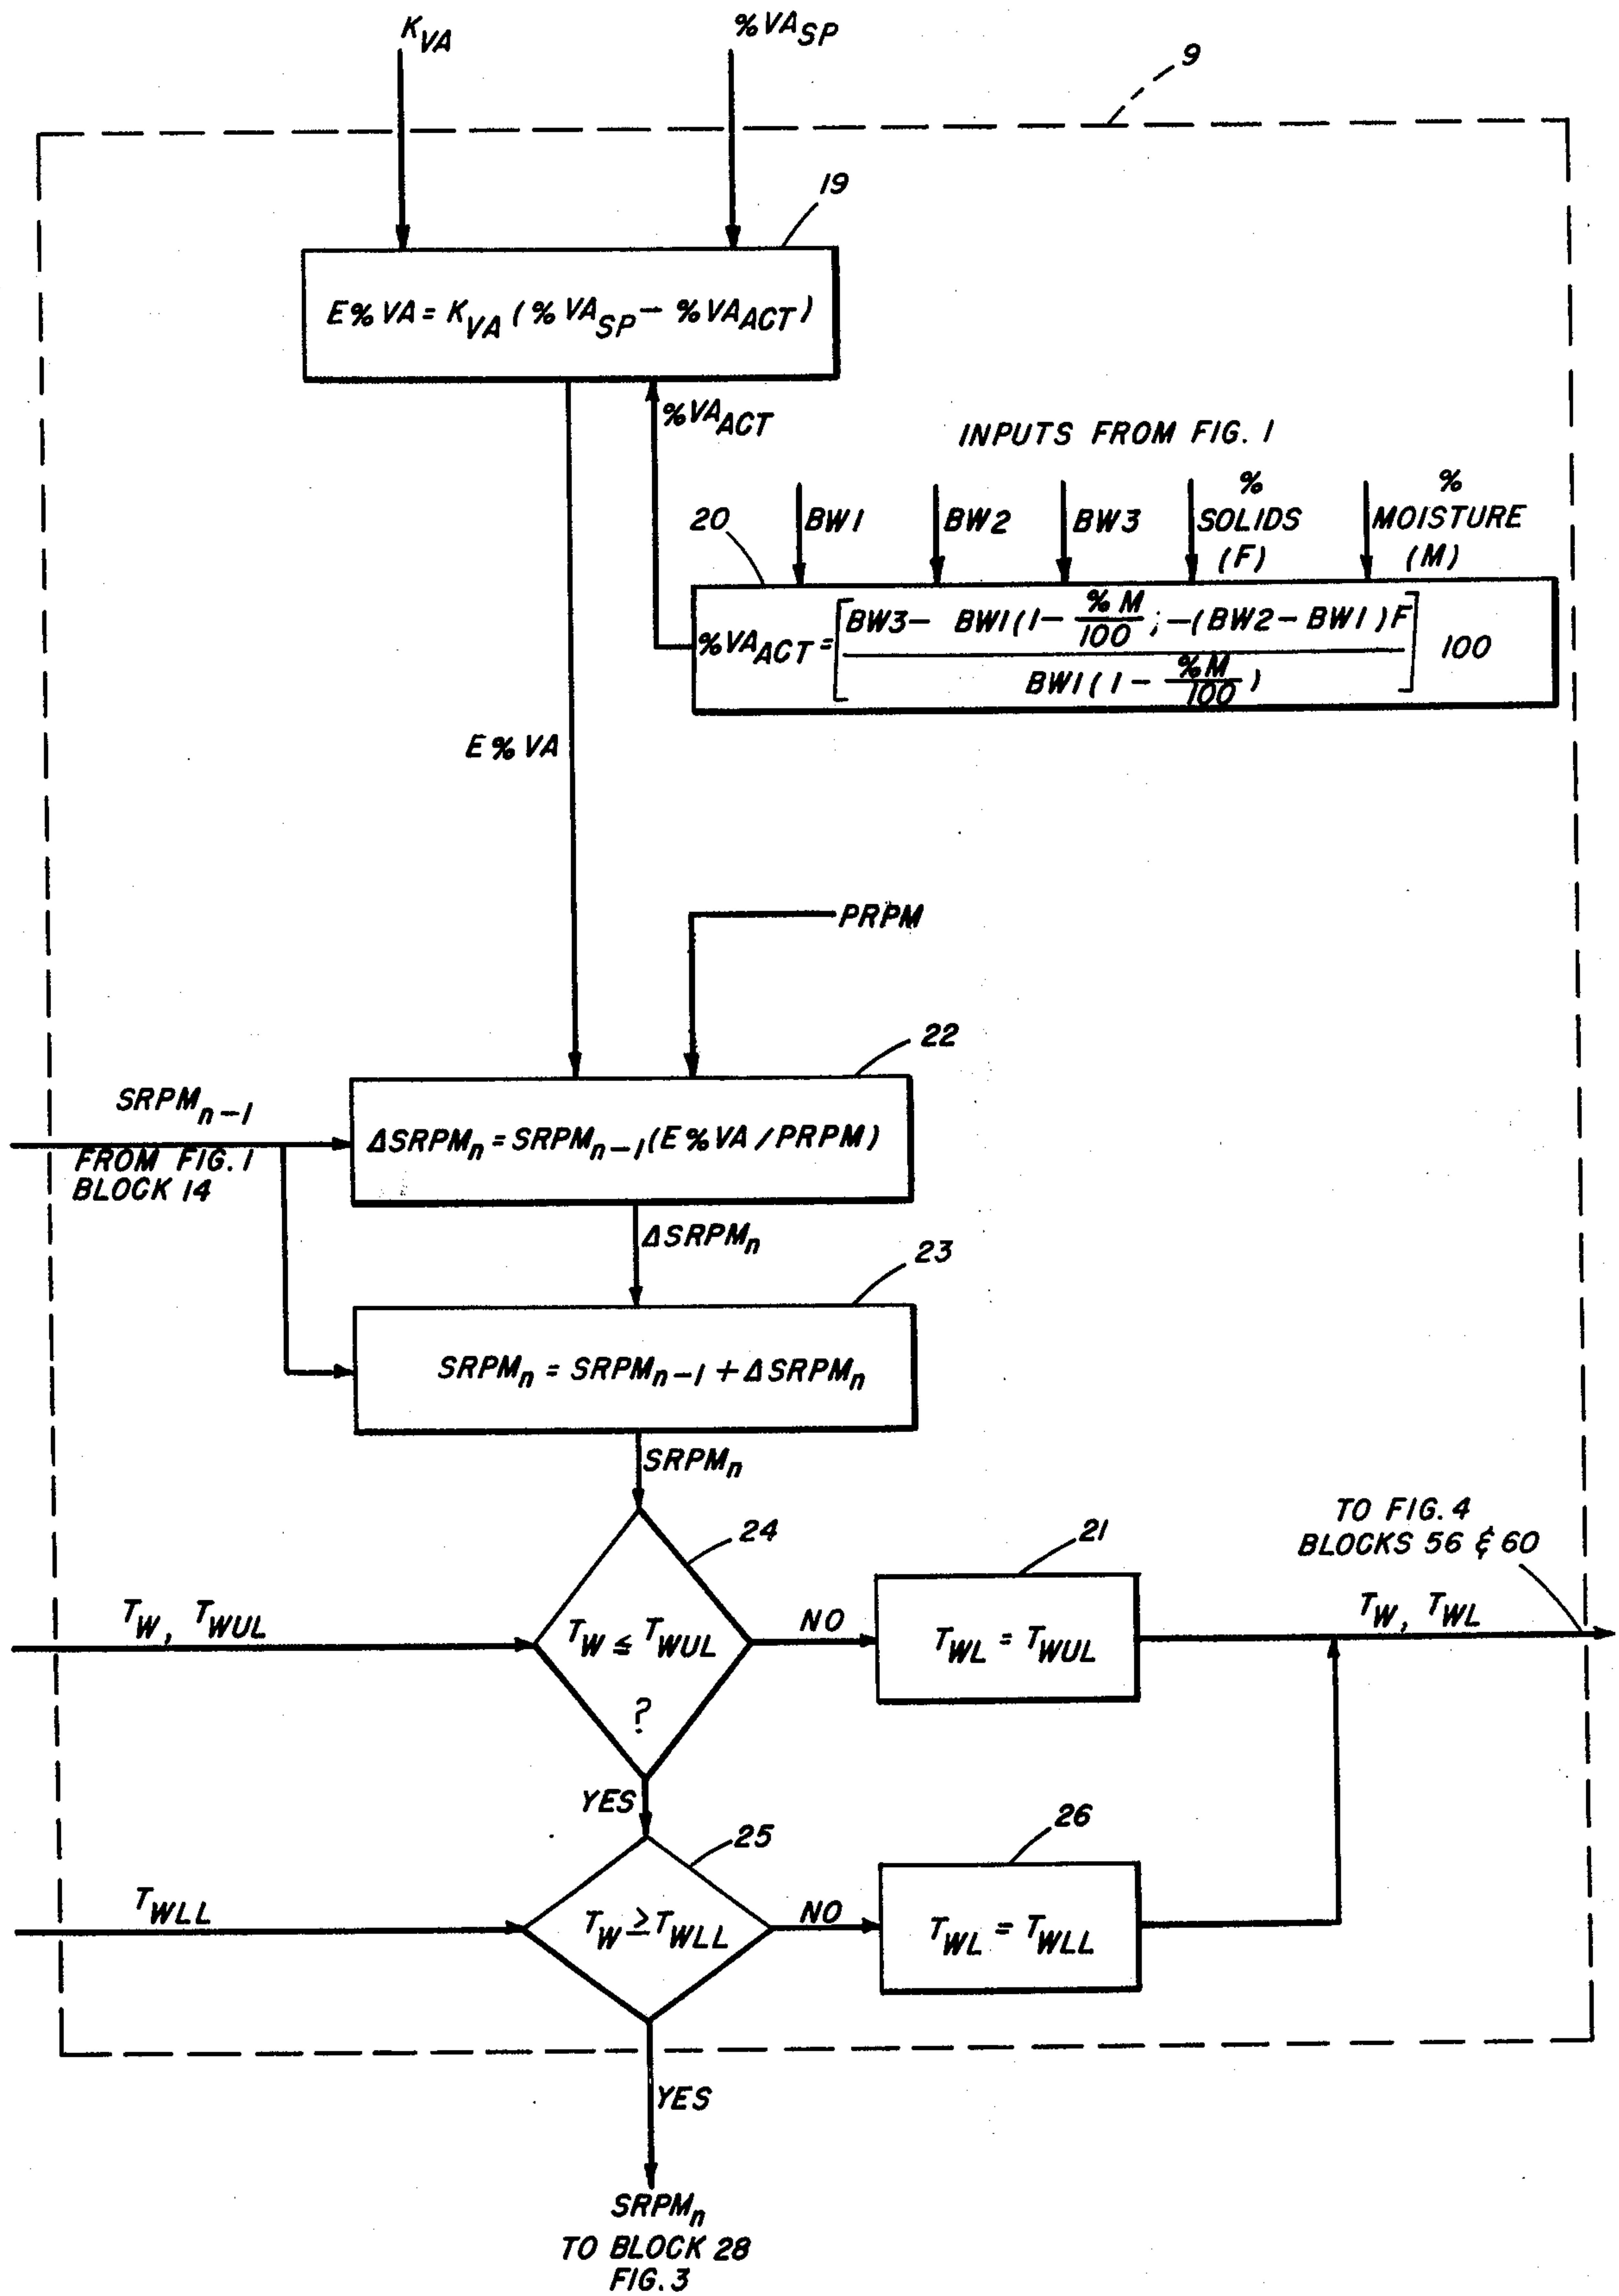 K_VA
%VA_SP
9
19
E%VA = K_VA (%VA_SP − %VA_ACT)
%VA_ACT
INPUTS FROM FIG. 1
20
BW1
BW2
BW3
%
SOLIDS
(F)
%
MOISTURE
(M)
%VA_ACT = [BW3− BW1(1− %M/100 ; −(BW2−BW1)F / BW1(1− %M/100)] 100
E%VA
PRPM
22
SRPM_n−1
FROM FIG. 1
BLOCK 14
ΔSRPM_n = SRPM_n−1 (E%VA/PRPM)
ΔSRPM_n
23
SRPM_n = SRPM_n−1 + ΔSRPM_n
SRPM_n
24
21
TO FIG. 4
BLOCKS 56 & 60
T_W, T_WUL
T_W ≤ T_WUL
?
NO
T_WL = T_WUL
T_W, T_WL
YES
25
26
T_WLL
T_W ≥ T_WLL
NO
T_WL = T_WLL
YES
SRPM_n
TO BLOCK 28
FIG. 3